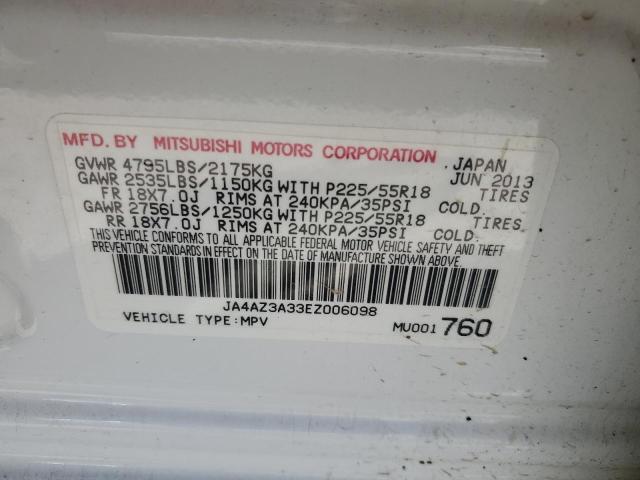 MFD. BY MITSUBISHI MOTORS CORPORATION JAPAN
GVWR 4795LBS/2175KG JUN 2013
GAWR 2535LBS/1150KG WITH P225/55R18 TIRES
FR 18X7.0J RIMS AT 240KPA/35PSI COLD.
GAWR 2756LBS/1250KG WITH P225/55R18 TIRES
RR 18X7.0J RIMS AT 240KPA/35PSI COLD.
THIS VEHICLE CONFORMS TO ALL APPLICABLE FEDERAL MOTOR VEHICLE SAFETY AND THEFT
PREVENTION STANDARDS IN EFFECT ON THE DATE OF MANUFACTURE SHOWN ABOVE.
JA4AZ3A33EZ006098
VEHICLE TYPE:MPV MU001 760